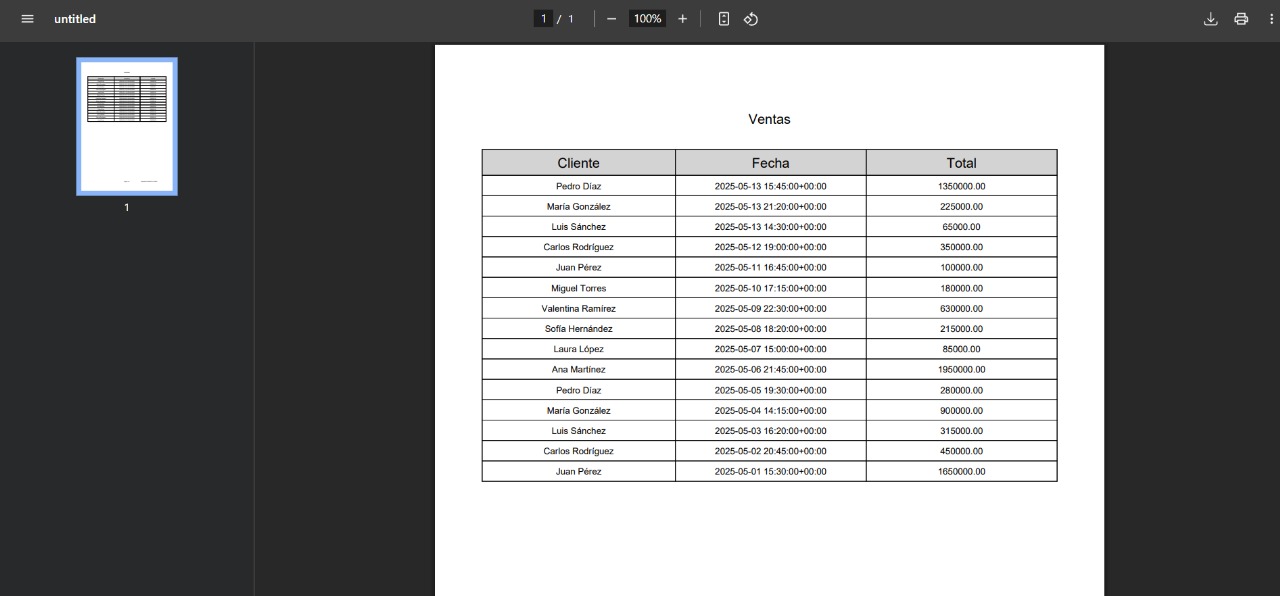 untitled
1 / 1
100%
1
Ventas
Cliente Fecha Total
Pedro Díaz 2025-05-13 15:45:00+00:00 1350000.00
María González 2025-05-13 21:20:00+00:00 225000.00
Luis Sánchez 2025-05-13 14:30:00+00:00 65000.00
Carlos Rodríguez 2025-05-12 19:00:00+00:00 350000.00
Juan Pérez 2025-05-11 16:45:00+00:00 100000.00
Miguel Torres 2025-05-10 17:15:00+00:00 180000.00
Valentina Ramírez 2025-05-09 22:30:00+00:00 630000.00
Sofía Hernández 2025-05-08 18:20:00+00:00 215000.00
Laura López 2025-05-07 15:00:00+00:00 85000.00
Ana Martínez 2025-05-06 21:45:00+00:00 1950000.00
Pedro Díaz 2025-05-05 19:30:00+00:00 280000.00
María González 2025-05-04 14:15:00+00:00 900000.00
Luis Sánchez 2025-05-03 16:20:00+00:00 315000.00
Carlos Rodríguez 2025-05-02 20:45:00+00:00 450000.00
Juan Pérez 2025-05-01 15:30:00+00:00 1650000.00